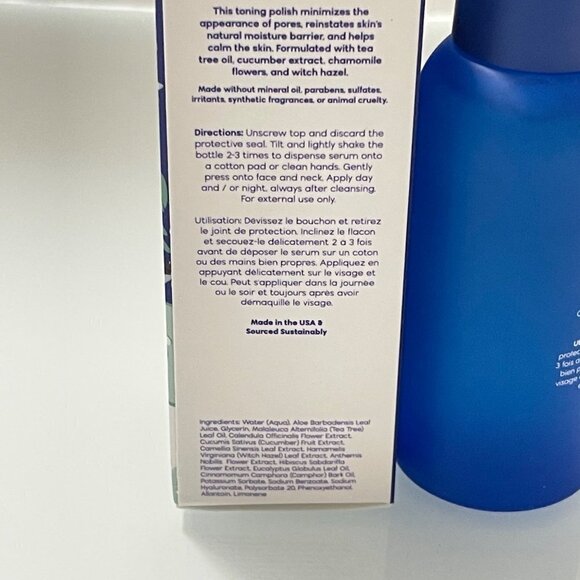 This toning polish minimizes the
appearance of pores, reinstates skin's
natural moisture barrier, and helps
calm the skin. Formulated with tea
tree oil, cucumber extract, chamomile
flowers, and witch hazel.
Made without mineral oil, parabens, sulfates,
irritants, synthetic fragrances, or animal cruelty.
Directions: Unscrew top and discard the
protective seal. Tilt and lightly shake the
bottle 2-3 times to dispense serum onto
a cotton pad or clean hands. Gently
press onto face and neck. Apply day
and / or night, always after cleansing.
For external use only.
Utilisation: Dévissez le bouchon et retirez
le joint de protection. Inclinez le flacon
et secouez-le délicatement 2 à 3 fois
avant de déposer le serum sur un coton
ou des mains bien propres. Appliquez en
appuyant délicatement sur le visage et
le cou. Peut s'appliquer dans la journée
ou le soir et toujours après avoir
démaquille le visage.
Made in the USA &
Sourced Sustainably
Ingredients: Water (Aqua), Aloe Barbadensis Leaf
Juice, Glycerin, Malaleuca Alternifolia (Tea Tree)
Leaf Oil, Calendula Officinalis Flower Extract,
Cucumis Sativus (Cucumber) Fruit Extract,
Camellia Sinensis Leaf Extract, Hamamelis
Virginiana (Witch Hazel) Leaf Extract, Anthemis
Nobilis Flower Extract, Hibiscus Sabdariffa
Flower Extract, Eucalyptus Globulus Leaf Oil,
Cinnamomum Camphora (Camphor) Bark Oil,
Potassium Sorbate, Sodium Benzoate, Sodium
Hyaluronate, Polysorbate 20, Phenoxyethanol,
Allantoin, Limonene
3 fois
bien
visage